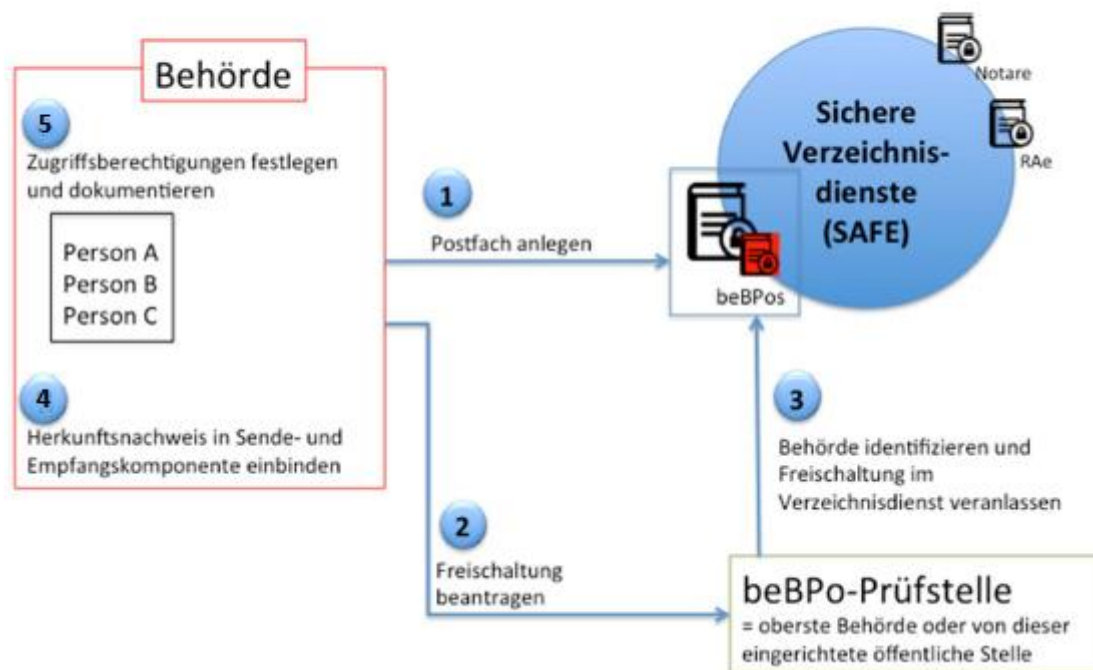 Behörde
5
Zugriffsberechtigungen festlegen
und dokumentieren
Person A
Person B
Person C
4
Herkunftsnachweis in Sende- und
Empfangskomponente einbinden
1
Postfach anlegen
2
Freischaltung
beantragen
Sichere
Verzeichnis-
dienste
(SAFE)
Notare
RAe
beBPos
3
Behörde identifizieren und
Freischaltung im
Verzeichnisdienst veranlassen
beBPo-Prüfstelle
= oberste Behörde oder von dieser
eingerichtete öffentliche Stelle